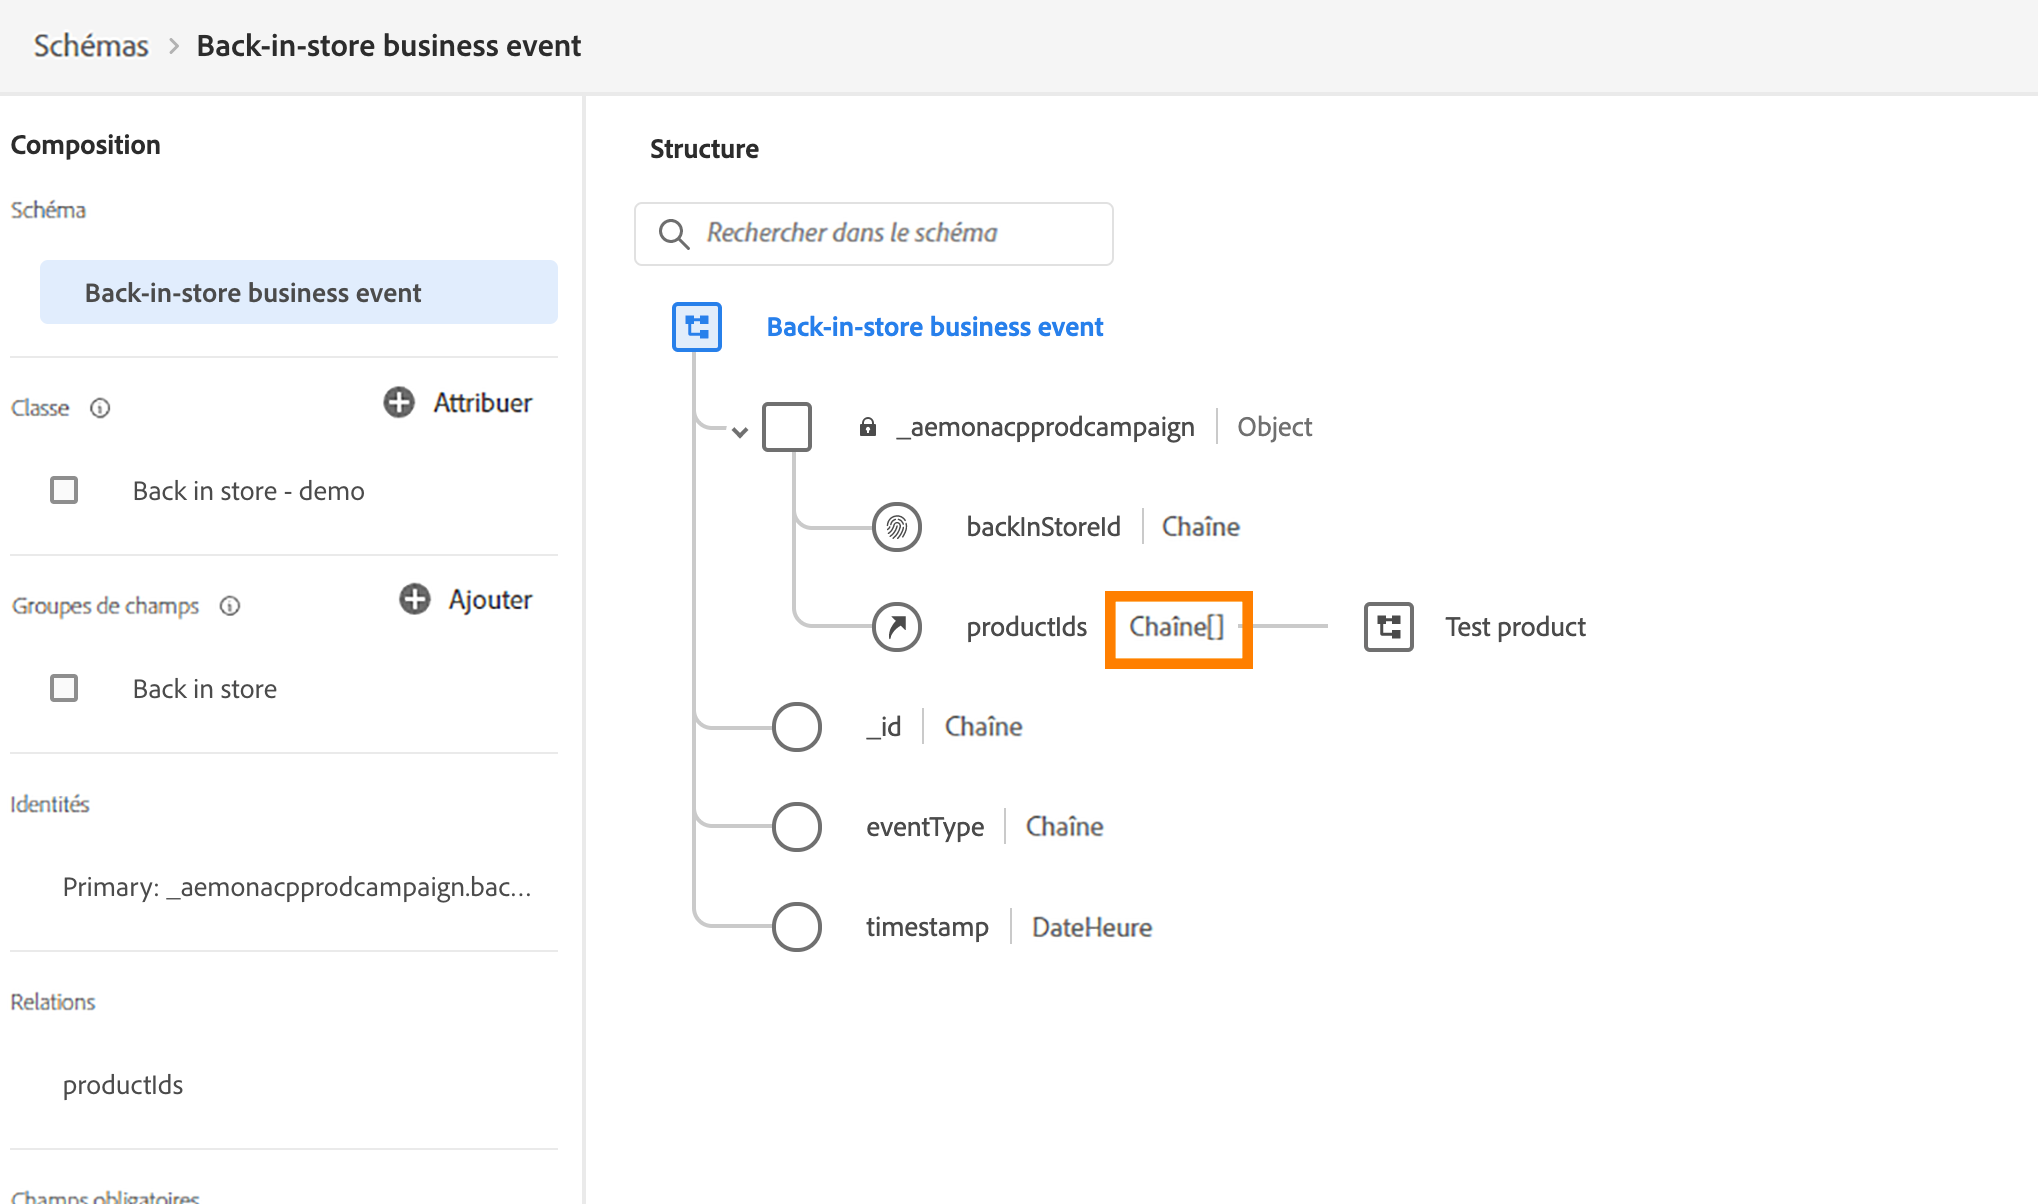 Schémas > Back-in-store business event
Composition
Schéma
Back-in-store business event
Classe
Attribuer
Back in store - demo
Groupes de champs
Ajouter
Back in store
Identités
Primary: _aemonacpprodcampaign.bac...
Relations
productIds
Champs obligatoires
Structure
Rechercher dans le schéma
Back-in-store business event
_aemonacpprodcampaign | Object
backInStoreId | Chaîne
productIds Chaîne[] Test product
_id | Chaîne
eventType | Chaîne
timestamp | DateHeure